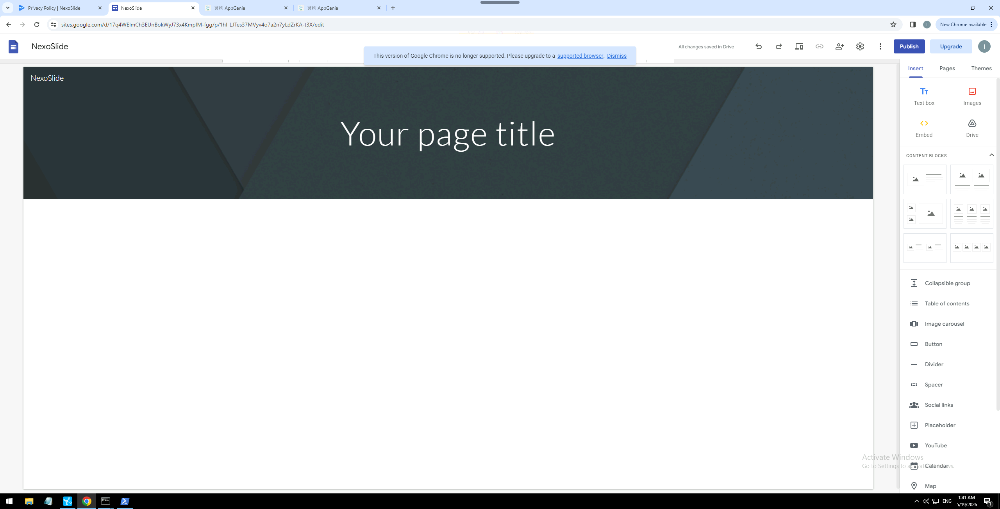 Privacy Policy | NexoSlide
NexoSlide
灵构 AppGenie
灵构 AppGenie
sites.google.com/d/17q4WEImCh3EUnBokWyJ73x4KmpIM-fgg/p/1hI_LJTes37MVyv4o7a2n7yLdZrKA-t3X/edit
New Chrome available
NexoSlide
All changes saved in Drive
Publish
Upgrade
I
This version of Google Chrome is no longer supported. Please upgrade to a supported browser. Dismiss
Insert
Pages
Themes
NexoSlide
Your page title
Text box
Images
Embed
Drive
CONTENT BLOCKS
Collapsible group
Table of contents
Image carousel
Button
Divider
Spacer
Social links
Placeholder
YouTube
Calendar
Map
Activate Windows
Go to Settings to activate Windows.
ENG
1:41 AM
5/19/2026
1